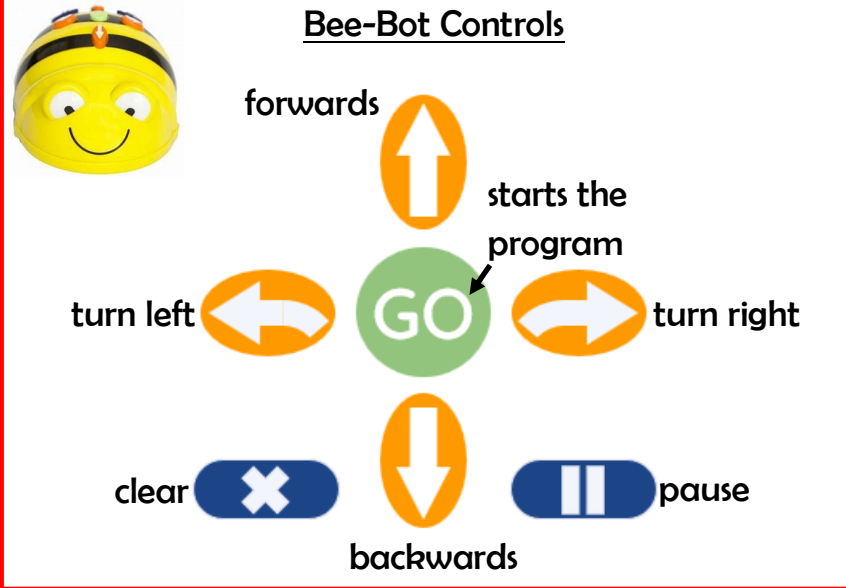 Bee-Bot Controls
forwards
starts the
program
turn left
GO
turn right
clear
pause
backwards